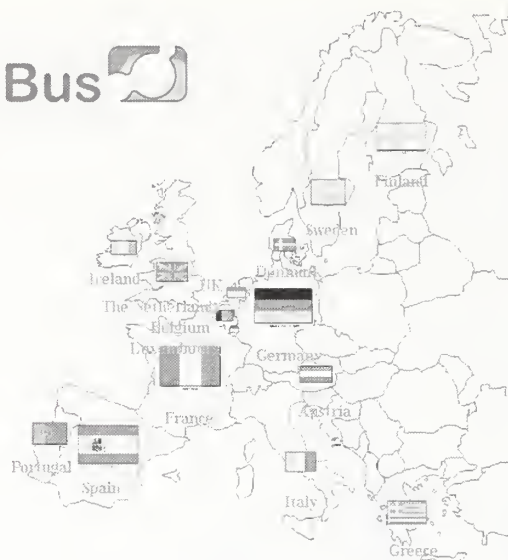 Bus
Finland
Sweden
Denmark
Ireland
UK
The Netherlands
Belgium
Luxembourg
Germany
France
Austria
Portugal
Spain
Italy
Greece